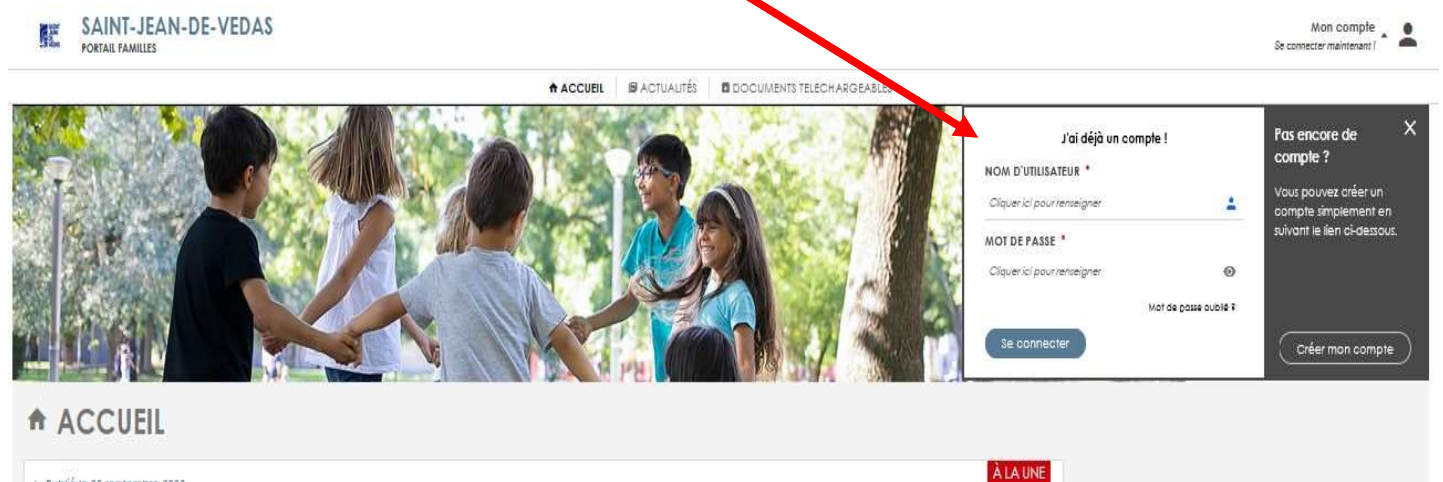 SAINT-JEAN-DE-VEDAS
PORTAIL FAMILLES
Mon compte
Se connecter maintenant !
ACCUEIL
ACTUALITÉS
DOCUMENTS TELECHARGEABLES
J'ai déjà un compte !
NOM D'UTILISATEUR *
Cliquer ici pour renseigner
MOT DE PASSE *
Cliquer ici pour renseigner
Mot de passe oublié ?
Se connecter
Pas encore de
compte ?
X
Vous pouvez créer un
compte simplement en
suivant le lien ci-dessous.
Créer mon compte
ACCUEIL
À LA UNE